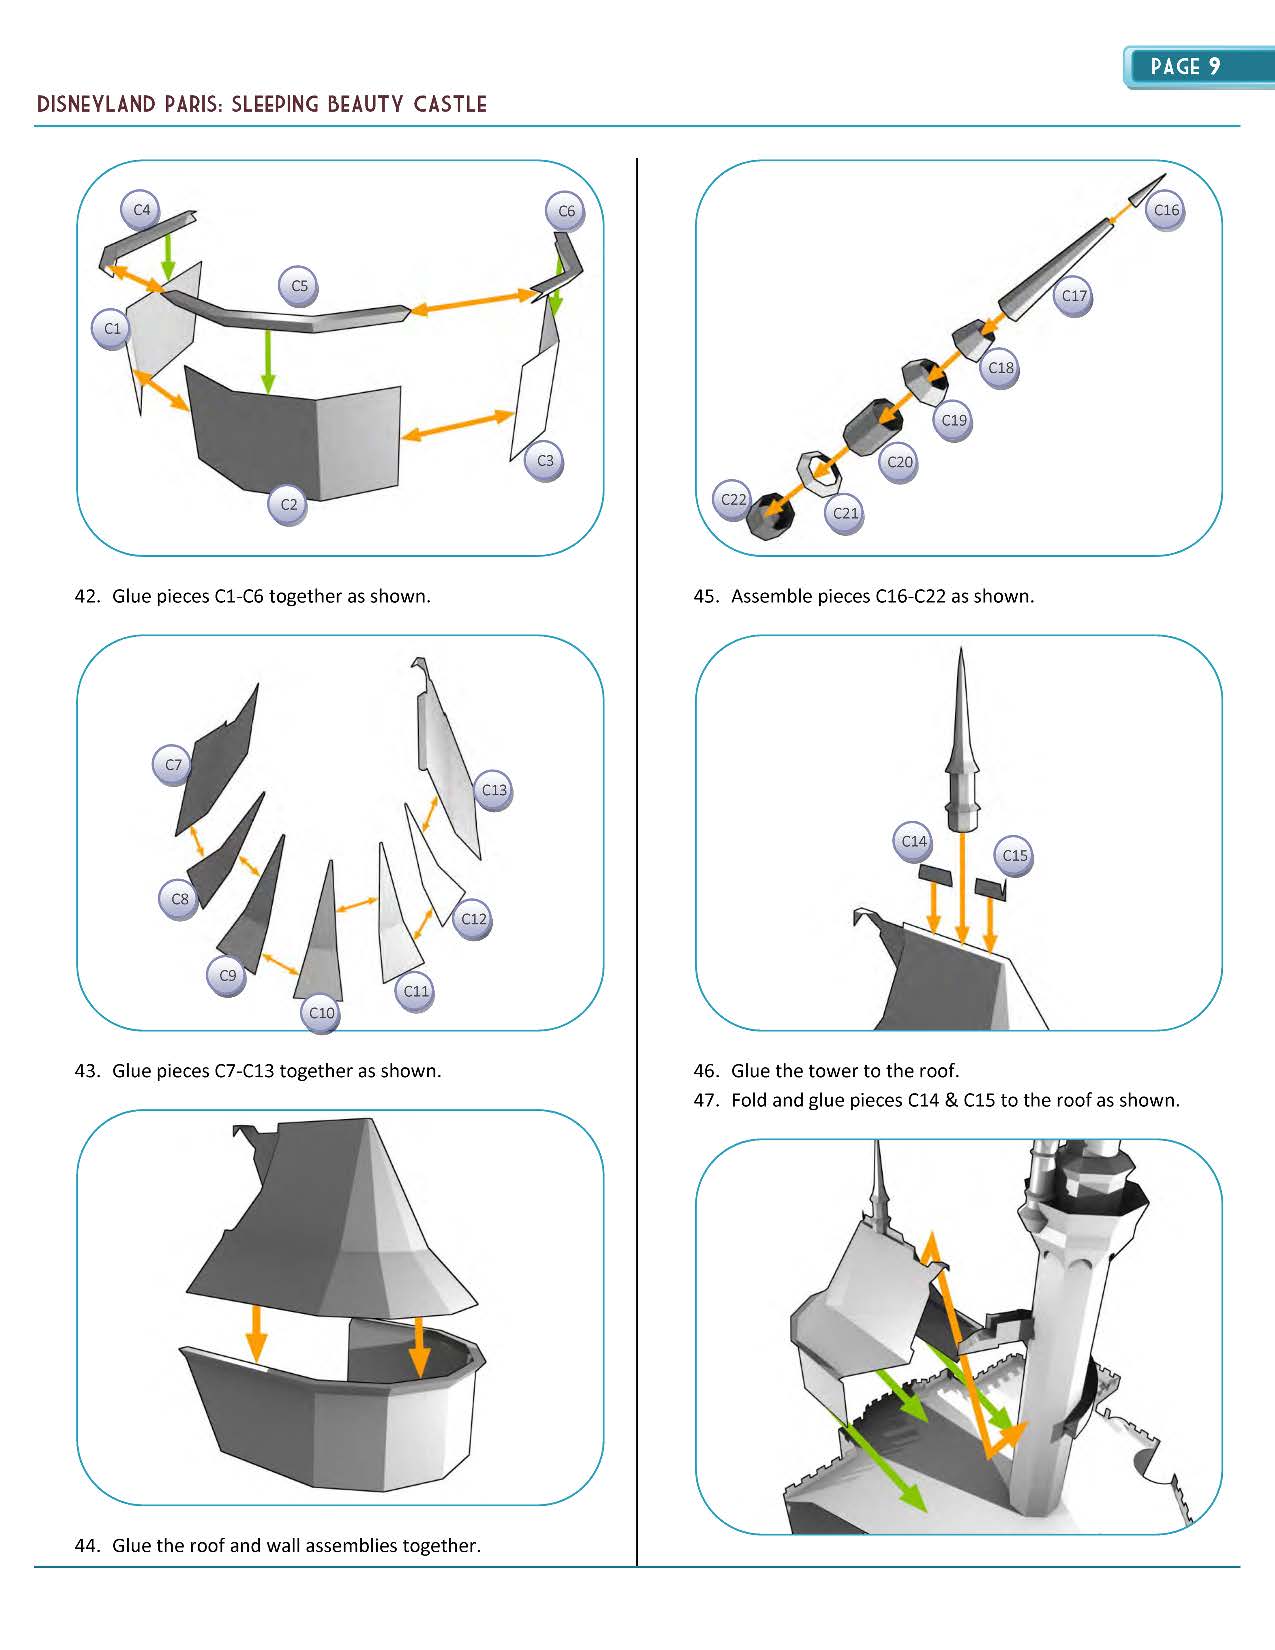 PAGE 9
DISNEYLAND PARIS: SLEEPING BEAUTY CASTLE
C4
C6
C5
C1
C3
C2
42. Glue pieces C1-C6 together as shown.
C7
C13
C8
C12
C9
C11
C10
43. Glue pieces C7-C13 together as shown.
44. Glue the roof and wall assemblies together.
C16
C17
C18
C19
C20
C22
C21
45. Assemble pieces C16-C22 as shown.
C14
C15
46. Glue the tower to the roof.
47. Fold and glue pieces C14 & C15 to the roof as shown.